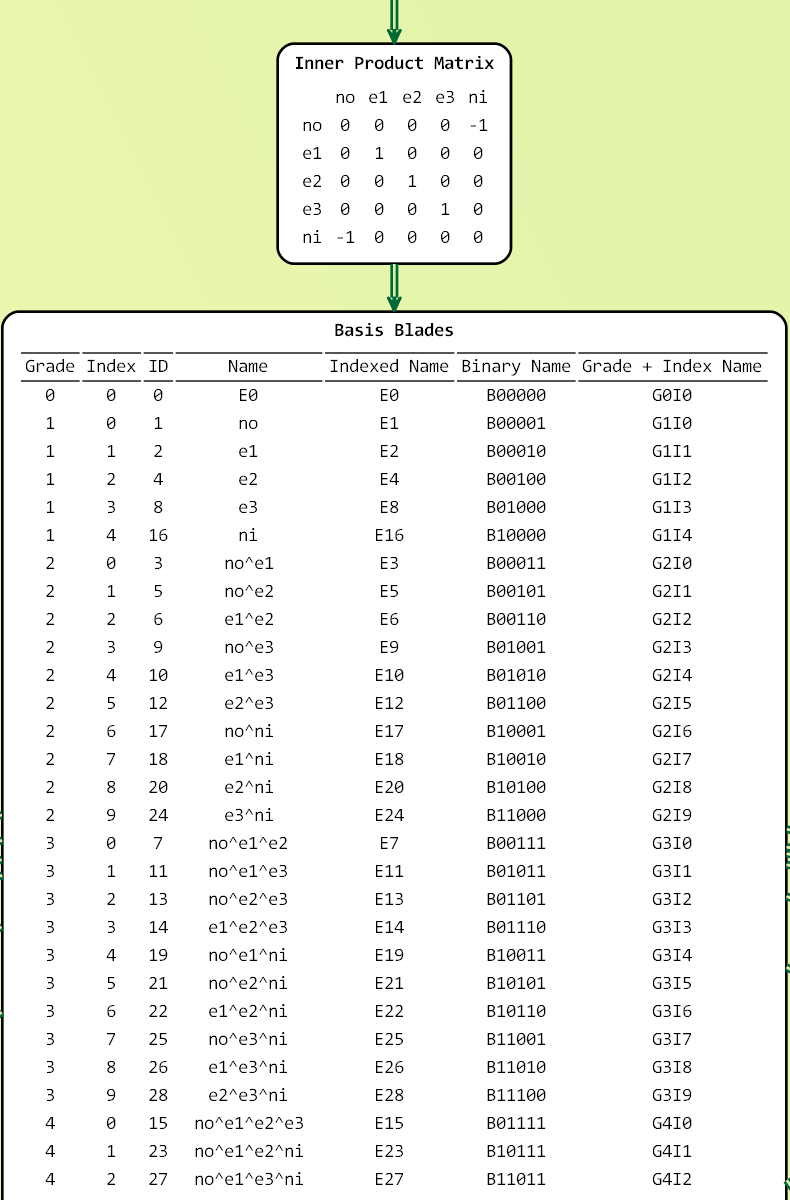 Inner Product Matrix
no e1 e2 e3 ni
no 0 0 0 0 -1
e1 0 1 0 0 0
e2 0 0 1 0 0
e3 0 0 0 1 0
ni -1 0 0 0 0
Basis Blades
Grade Index ID Name Indexed Name Binary Name Grade + Index Name
0 0 0 E0 E0 B00000 G0I0
1 0 1 no E1 B00001 G1I0
1 1 2 e1 E2 B00010 G1I1
1 2 4 e2 E4 B00100 G1I2
1 3 8 e3 E8 B01000 G1I3
1 4 16 ni E16 B10000 G1I4
2 0 3 no^e1 E3 B00011 G2I0
2 1 5 no^e2 E5 B00101 G2I1
2 2 6 e1^e2 E6 B00110 G2I2
2 3 9 no^e3 E9 B01001 G2I3
2 4 10 e1^e3 E10 B01010 G2I4
2 5 12 e2^e3 E12 B01100 G2I5
2 6 17 no^ni E17 B10001 G2I6
2 7 18 e1^ni E18 B10010 G2I7
2 8 20 e2^ni E20 B10100 G2I8
2 9 24 e3^ni E24 B11000 G2I9
3 0 7 no^e1^e2 E7 B00111 G3I0
3 1 11 no^e1^e3 E11 B01011 G3I1
3 2 13 no^e2^e3 E13 B01101 G3I2
3 3 14 e1^e2^e3 E14 B01110 G3I3
3 4 19 no^e1^ni E19 B10011 G3I4
3 5 21 no^e2^ni E21 B10101 G3I5
3 6 22 e1^e2^ni E22 B10110 G3I6
3 7 25 no^e3^ni E25 B11001 G3I7
3 8 26 e1^e3^ni E26 B11010 G3I8
3 9 28 e2^e3^ni E28 B11100 G3I9
4 0 15 no^e1^e2^e3 E15 B01111 G4I0
4 1 23 no^e1^e2^ni E23 B10111 G4I1
4 2 27 no^e1^e3^ni E27 B11011 G4I2